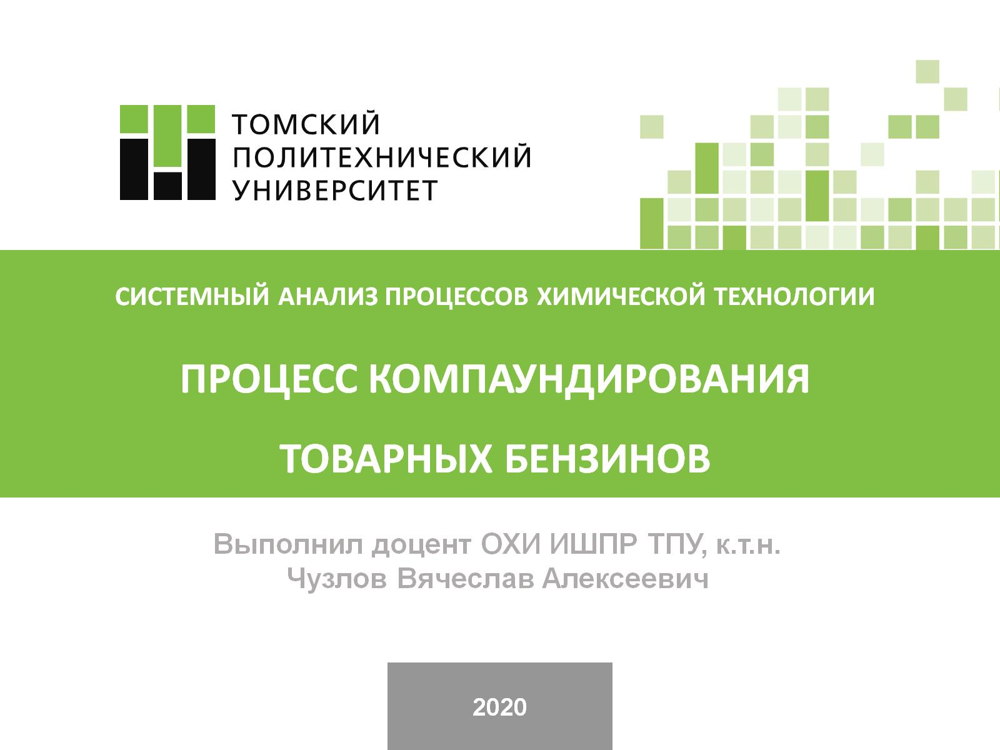 ТОМСКИЙ
ПОЛИТЕХНИЧЕСКИЙ
УНИВЕРСИТЕТ
СИСТЕМНЫЙ АНАЛИЗ ПРОЦЕССОВ ХИМИЧЕСКОЙ ТЕХНОЛОГИИ
ПРОЦЕСС КОМПАУНДИРОВАНИЯ
ТОВАРНЫХ БЕНЗИНОВ
Выполнил доцент ОХИ ИШПР ТПУ, к.т.н.
Чузлов Вячеслав Алексеевич
2020